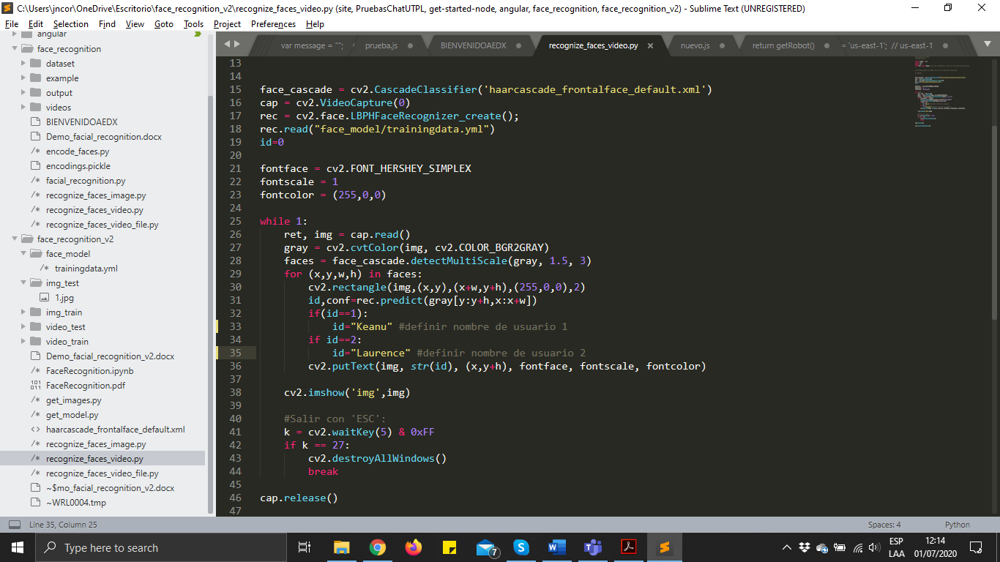 C:\Users\jncor\OneDrive\Escritorio\face_recognition_v2\recognize_faces_video.py (site, PruebasChatUTPL, get-started-node, angular, face_recognition, face_recognition_v2) - Sublime Text (UNREGISTERED)
File Edit Selection Find View Goto Tools Project Preferences Help
angular
face_recognition
dataset
example
output
videos
BIENVENIDOAEDX
Demo_facial_recognition.docx
encode_faces.py
encodings.pickle
facial_recognition.py
recognize_faces_image.py
recognize_faces_video.py
recognize_faces_video_file.py
face_recognition_v2
face_model
trainingdata.yml
img_test
1.jpg
img_train
video_test
video_train
Demo_facial_recognition_v2.docx
FaceRecognition.ipynb
FaceRecognition.pdf
get_images.py
get_model.py
haarcascade_frontalface_default.xml
recognize_faces_image.py
recognize_faces_video.py
recognize_faces_video_file.py
~$mo_facial_recognition_v2.docx
~WRL0004.tmp
var message = ""; prueba.js BIENVENIDOAEDX recognize_faces_video.py nuevo.js return getRobot() = 'us-east-1'; // us-east-1
13
14
15 face_cascade = cv2.CascadeClassifier('haarcascade_frontalface_default.xml')
16 cap = cv2.VideoCapture(0)
17 rec = cv2.face.LBPHFaceRecognizer_create();
18 rec.read("face_model/trainingdata.yml")
19 id=0
20
21 fontface = cv2.FONT_HERSHEY_SIMPLEX
22 fontscale = 1
23 fontcolor = (255,0,0)
24
25 while 1:
26 ret, img = cap.read()
27 gray = cv2.cvtColor(img, cv2.COLOR_BGR2GRAY)
28 faces = face_cascade.detectMultiScale(gray, 1.5, 3)
29 for (x,y,w,h) in faces:
30 cv2.rectangle(img,(x,y),(x+w,y+h),(255,0,0),2)
31 id,conf=rec.predict(gray[y:y+h,x:x+w])
32 if(id==1):
33 id="Keanu" #definir nombre de usuario 1
34 if id==2:
35 id="Laurence" #definir nombre de usuario 2
36 cv2.putText(img, str(id), (x,y+h), fontface, fontscale, fontcolor)
37
38 cv2.imshow('img',img)
39
40 #Salir con 'ESC':
41 k = cv2.waitKey(5) & 0xFF
42 if k == 27:
43 cv2.destroyAllWindows()
44 break
45
46 cap.release()
47
Line 35, Column 25 Spaces: 4 Python
Type here to search
7
ESP
LAA
12:14
01/07/2020